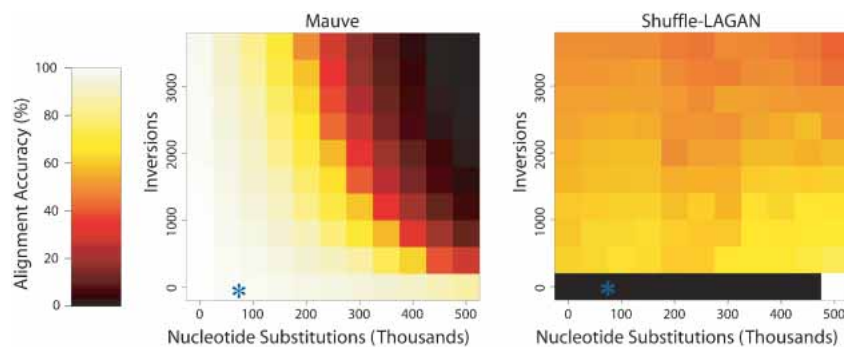 Mauve
Shuffle-LAGAN
Alignment Accuracy (%)
100
80
60
40
20
0
Inversions
3000
2000
1000
0
0 100 200 300 400 500
Nucleotide Substitutions (Thousands)
Inversions
3000
2000
1000
0
0 100 200 300 400 500
Nucleotide Substitutions (Thousands)